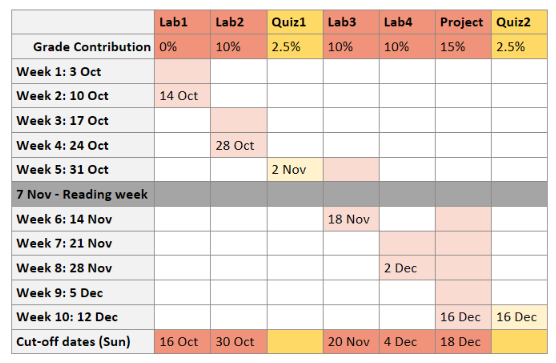 Lab1 Lab2 Quiz1 Lab3 Lab4 Project Quiz2
Grade Contribution 0% 10% 2.5% 10% 10% 15% 2.5%
Week 1: 3 Oct
Week 2: 10 Oct 14 Oct
Week 3: 17 Oct
Week 4: 24 Oct 28 Oct
Week 5: 31 Oct 2 Nov
7 Nov - Reading week
Week 6: 14 Nov 18 Nov
Week 7: 21 Nov
Week 8: 28 Nov 2 Dec
Week 9: 5 Dec
Week 10: 12 Dec 16 Dec 16 Dec
Cut-off dates (Sun) 16 Oct 30 Oct 20 Nov 4 Dec 18 Dec